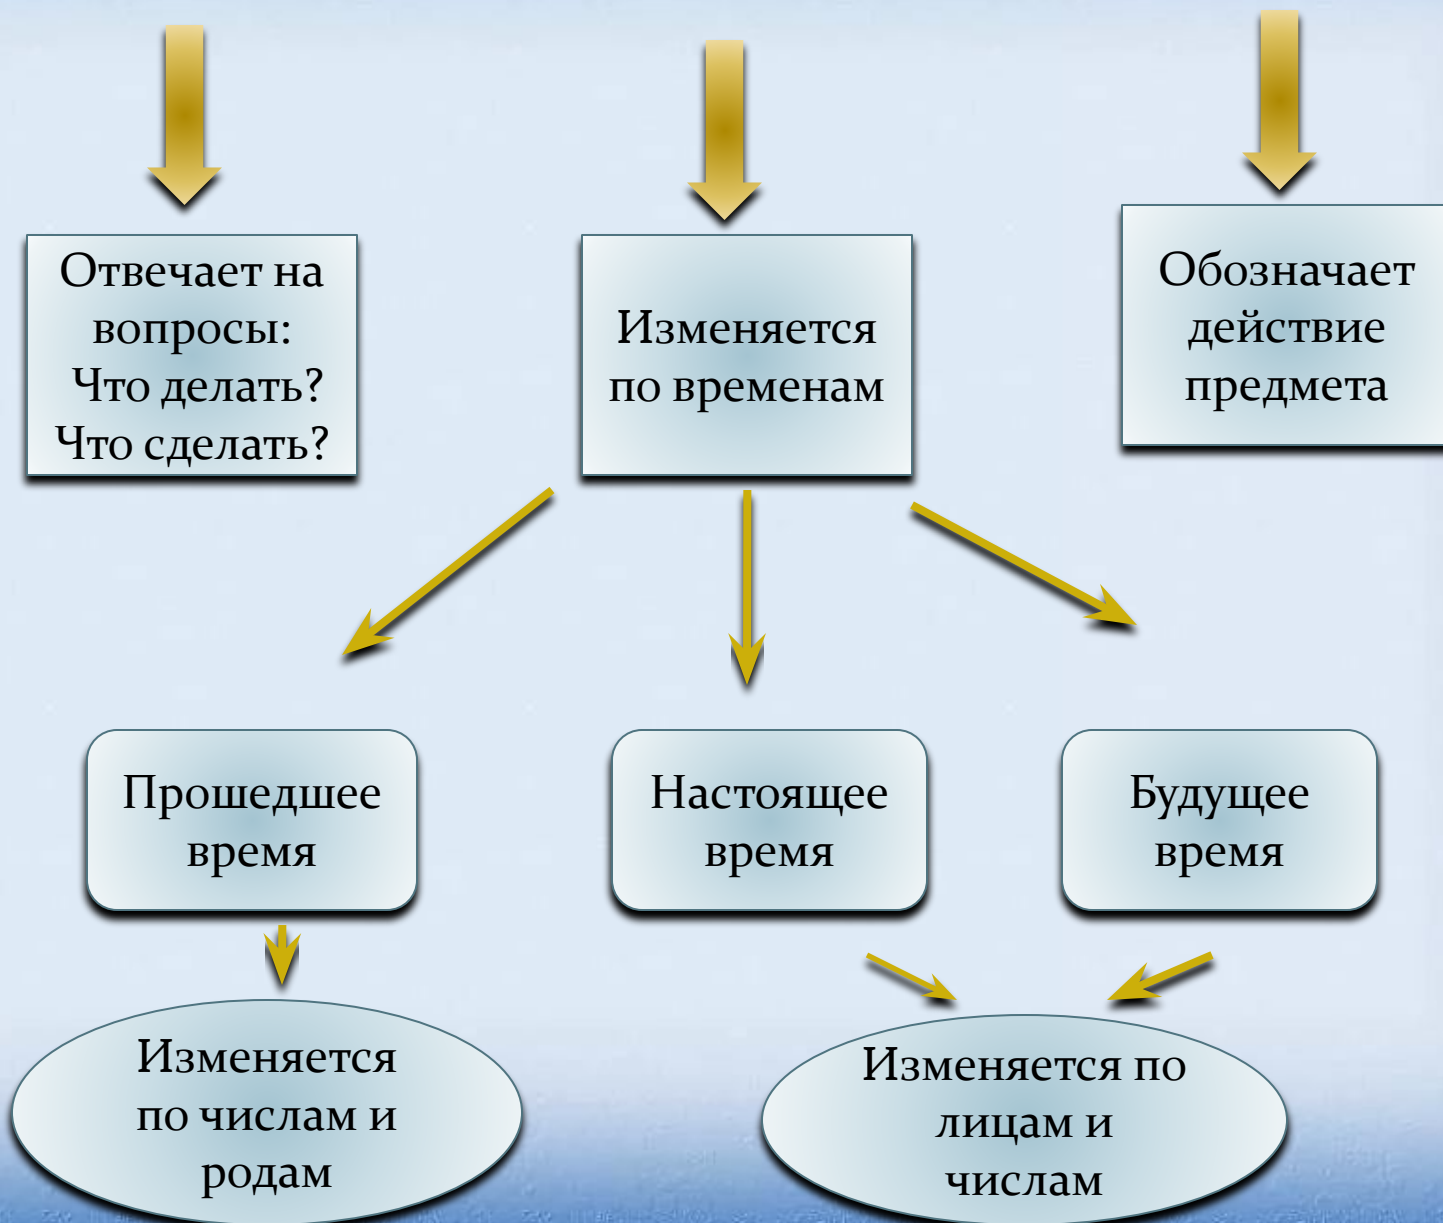 Отвечает на
вопросы:
Что делать?
Что сделать?
Изменяется
по временам
Обозначает
действие
предмета
Прошедшее
время
Настоящее
время
Будущее
время
Изменяется
по числам и
родам
Изменяется по
лицам и
числам